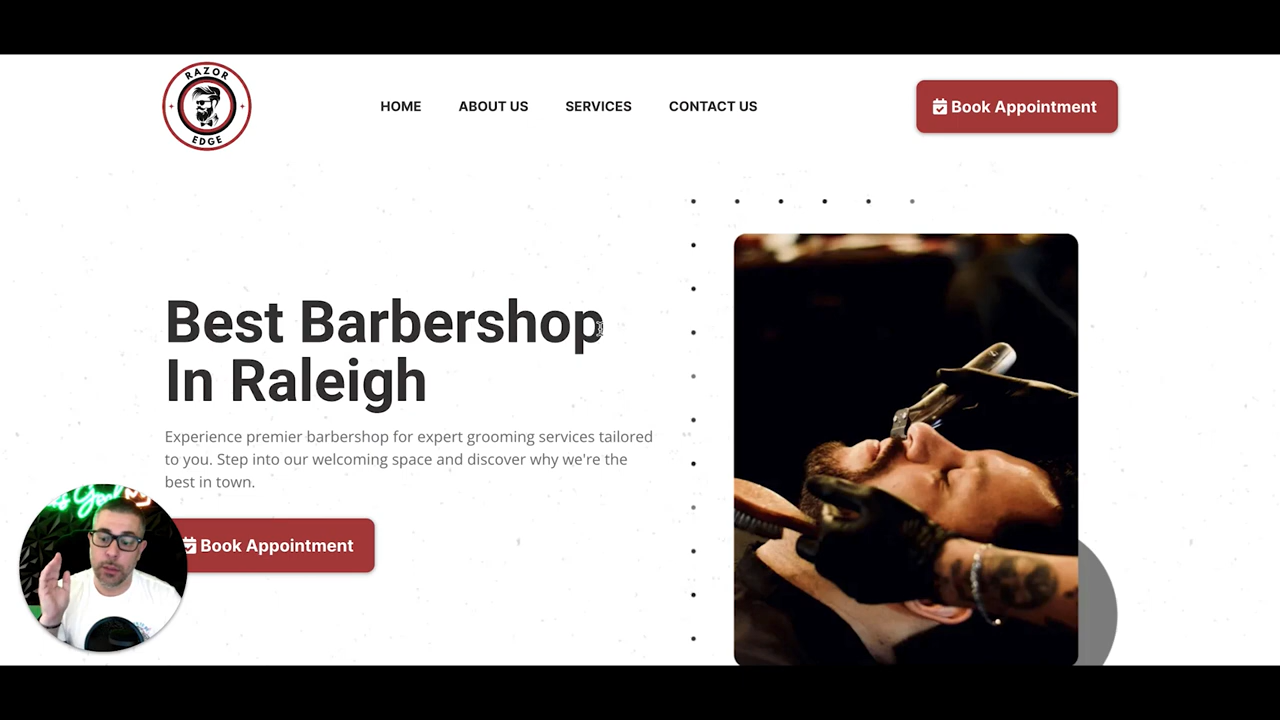 RAZOR
EDGE
HOME
ABOUT US
SERVICES
CONTACT US
Book Appointment
Best Barbershop
In Raleigh
Experience premier barbershop for expert grooming services tailored
to you. Step into our welcoming space and discover why we're the
best in town.
Book Appointment